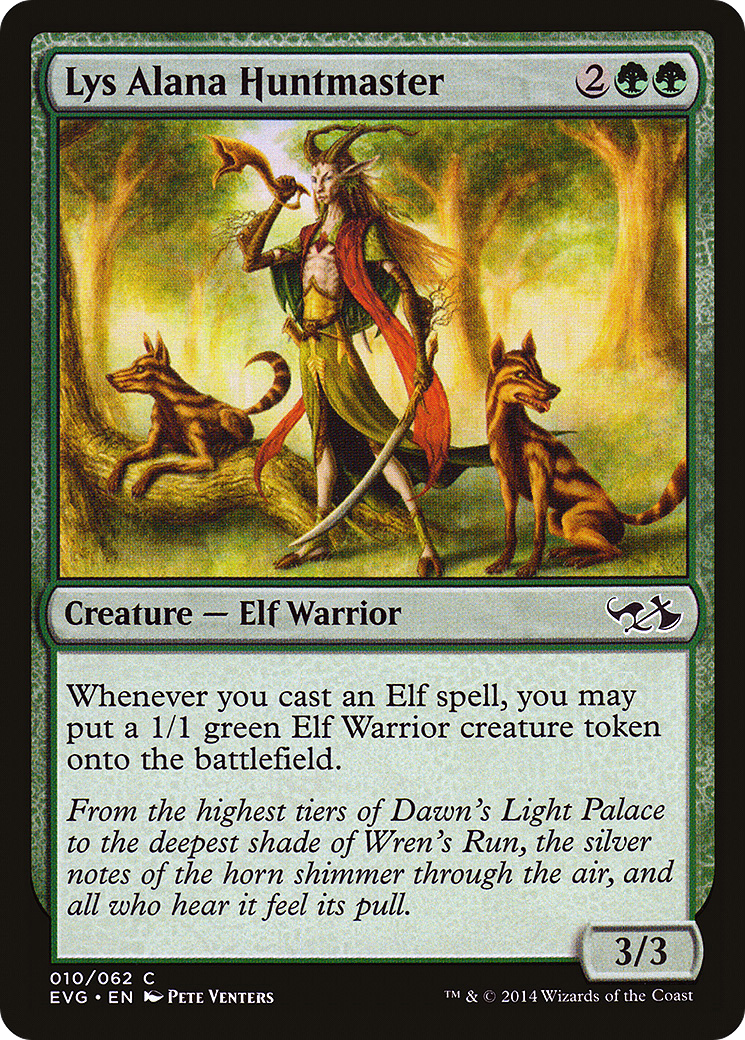 Lys Alana Huntmaster 2
Creature — Elf Warrior
Whenever you cast an Elf spell, you may
put a 1/1 green Elf Warrior creature token
onto the battlefield.
From the highest tiers of Dawn's Light Palace
to the deepest shade of Wren's Run, the silver
notes of the horn shimmer through the air, and
all who hear it feel its pull.
3/3
010/062 C
EVG • EN PETE VENTERS
™ & © 2014 Wizards of the Coast